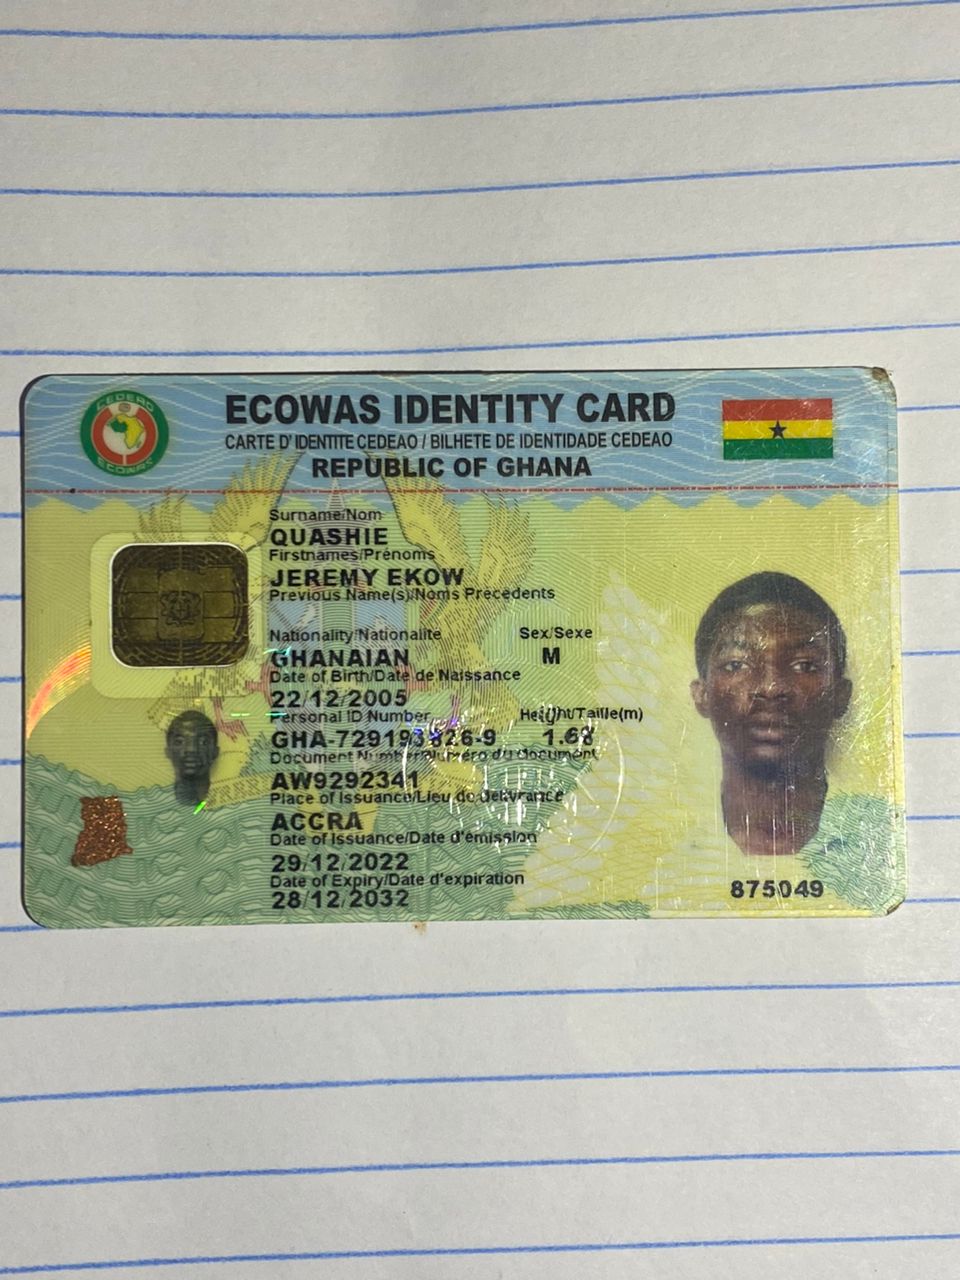 CEDEAO
ECOWAS
ECOWAS IDENTITY CARD
CARTE D' IDENTITE CEDEAO / BILHETE DE IDENTIDADE CEDEAO
REPUBLIC OF GHANA
Surname/Nom
QUASHIE
Firstnames/Prénoms
JEREMY EKOW
Previous Name(s)/Noms Précédents
Nationality/Nationalite Sex/Sexe
GHANAIAN M
Date of Birth/Date de Naissance
22/12/2005
Personal ID Number Height/Taille(m)
GHA-729193826-9 1.68
Document Number/Numéro du document
AW9292341
Place of Issuance/Lieu de délivrance
ACCRA
Date of Issuance/Date d'émission
29/12/2022
Date of Expiry/Date d'expiration
28/12/2032
875049